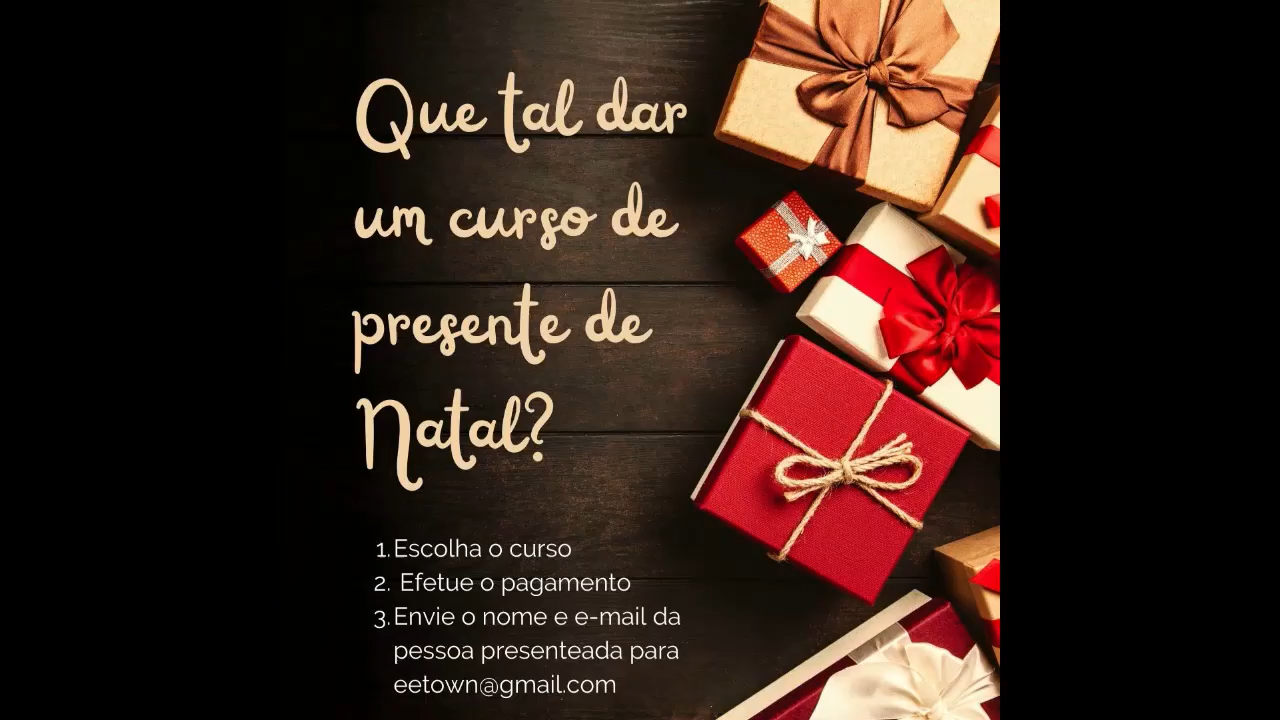 Que tal dar
um curso de
presente de
Natal?
1. Escolha o curso
2. Efetue o pagamento
3. Envie o nome e e-mail da
pessoa presenteada para
eetown@gmail.com